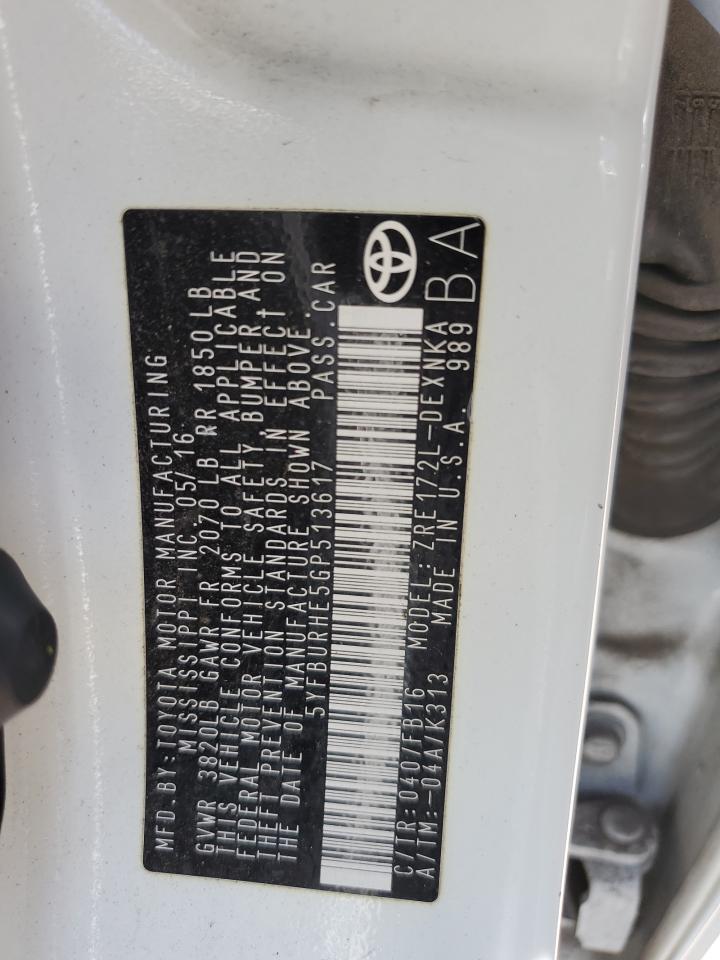 MFD.BY:TOYOTA MOTOR MANUFACTURING
MISSISSIPPI INC 05/16
GVWR 3820LB GAWR FR 2070 LB RR 1850LB
THIS VEHICLE CONFORMS TO ALL APPLICABLE
FEDERAL MOTOR VEHICLE SAFETY, BUMPER AND
THEFT PREVENTION STANDARDS IN EFFECT ON
THE DATE OF MANUFACTURE SHOWN ABOVE.
5YFBURHE5GP513617 PASS.CAR
C/TR:040/FB16 MODEL:ZRE172L-DEXNKA
A/TM:-04A/K313 MADE IN U.S.A. 989
BA